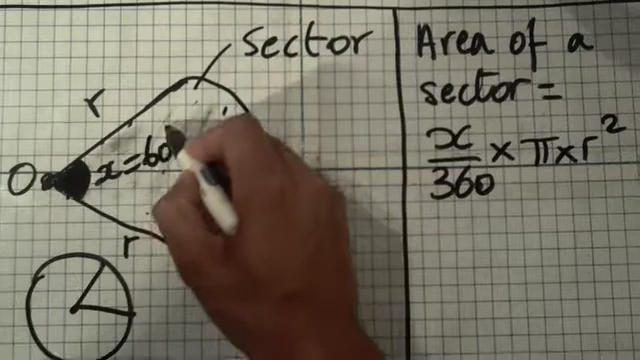 sector
r
O
x=60
r
Area of a
sector=
x/360 × π×r²